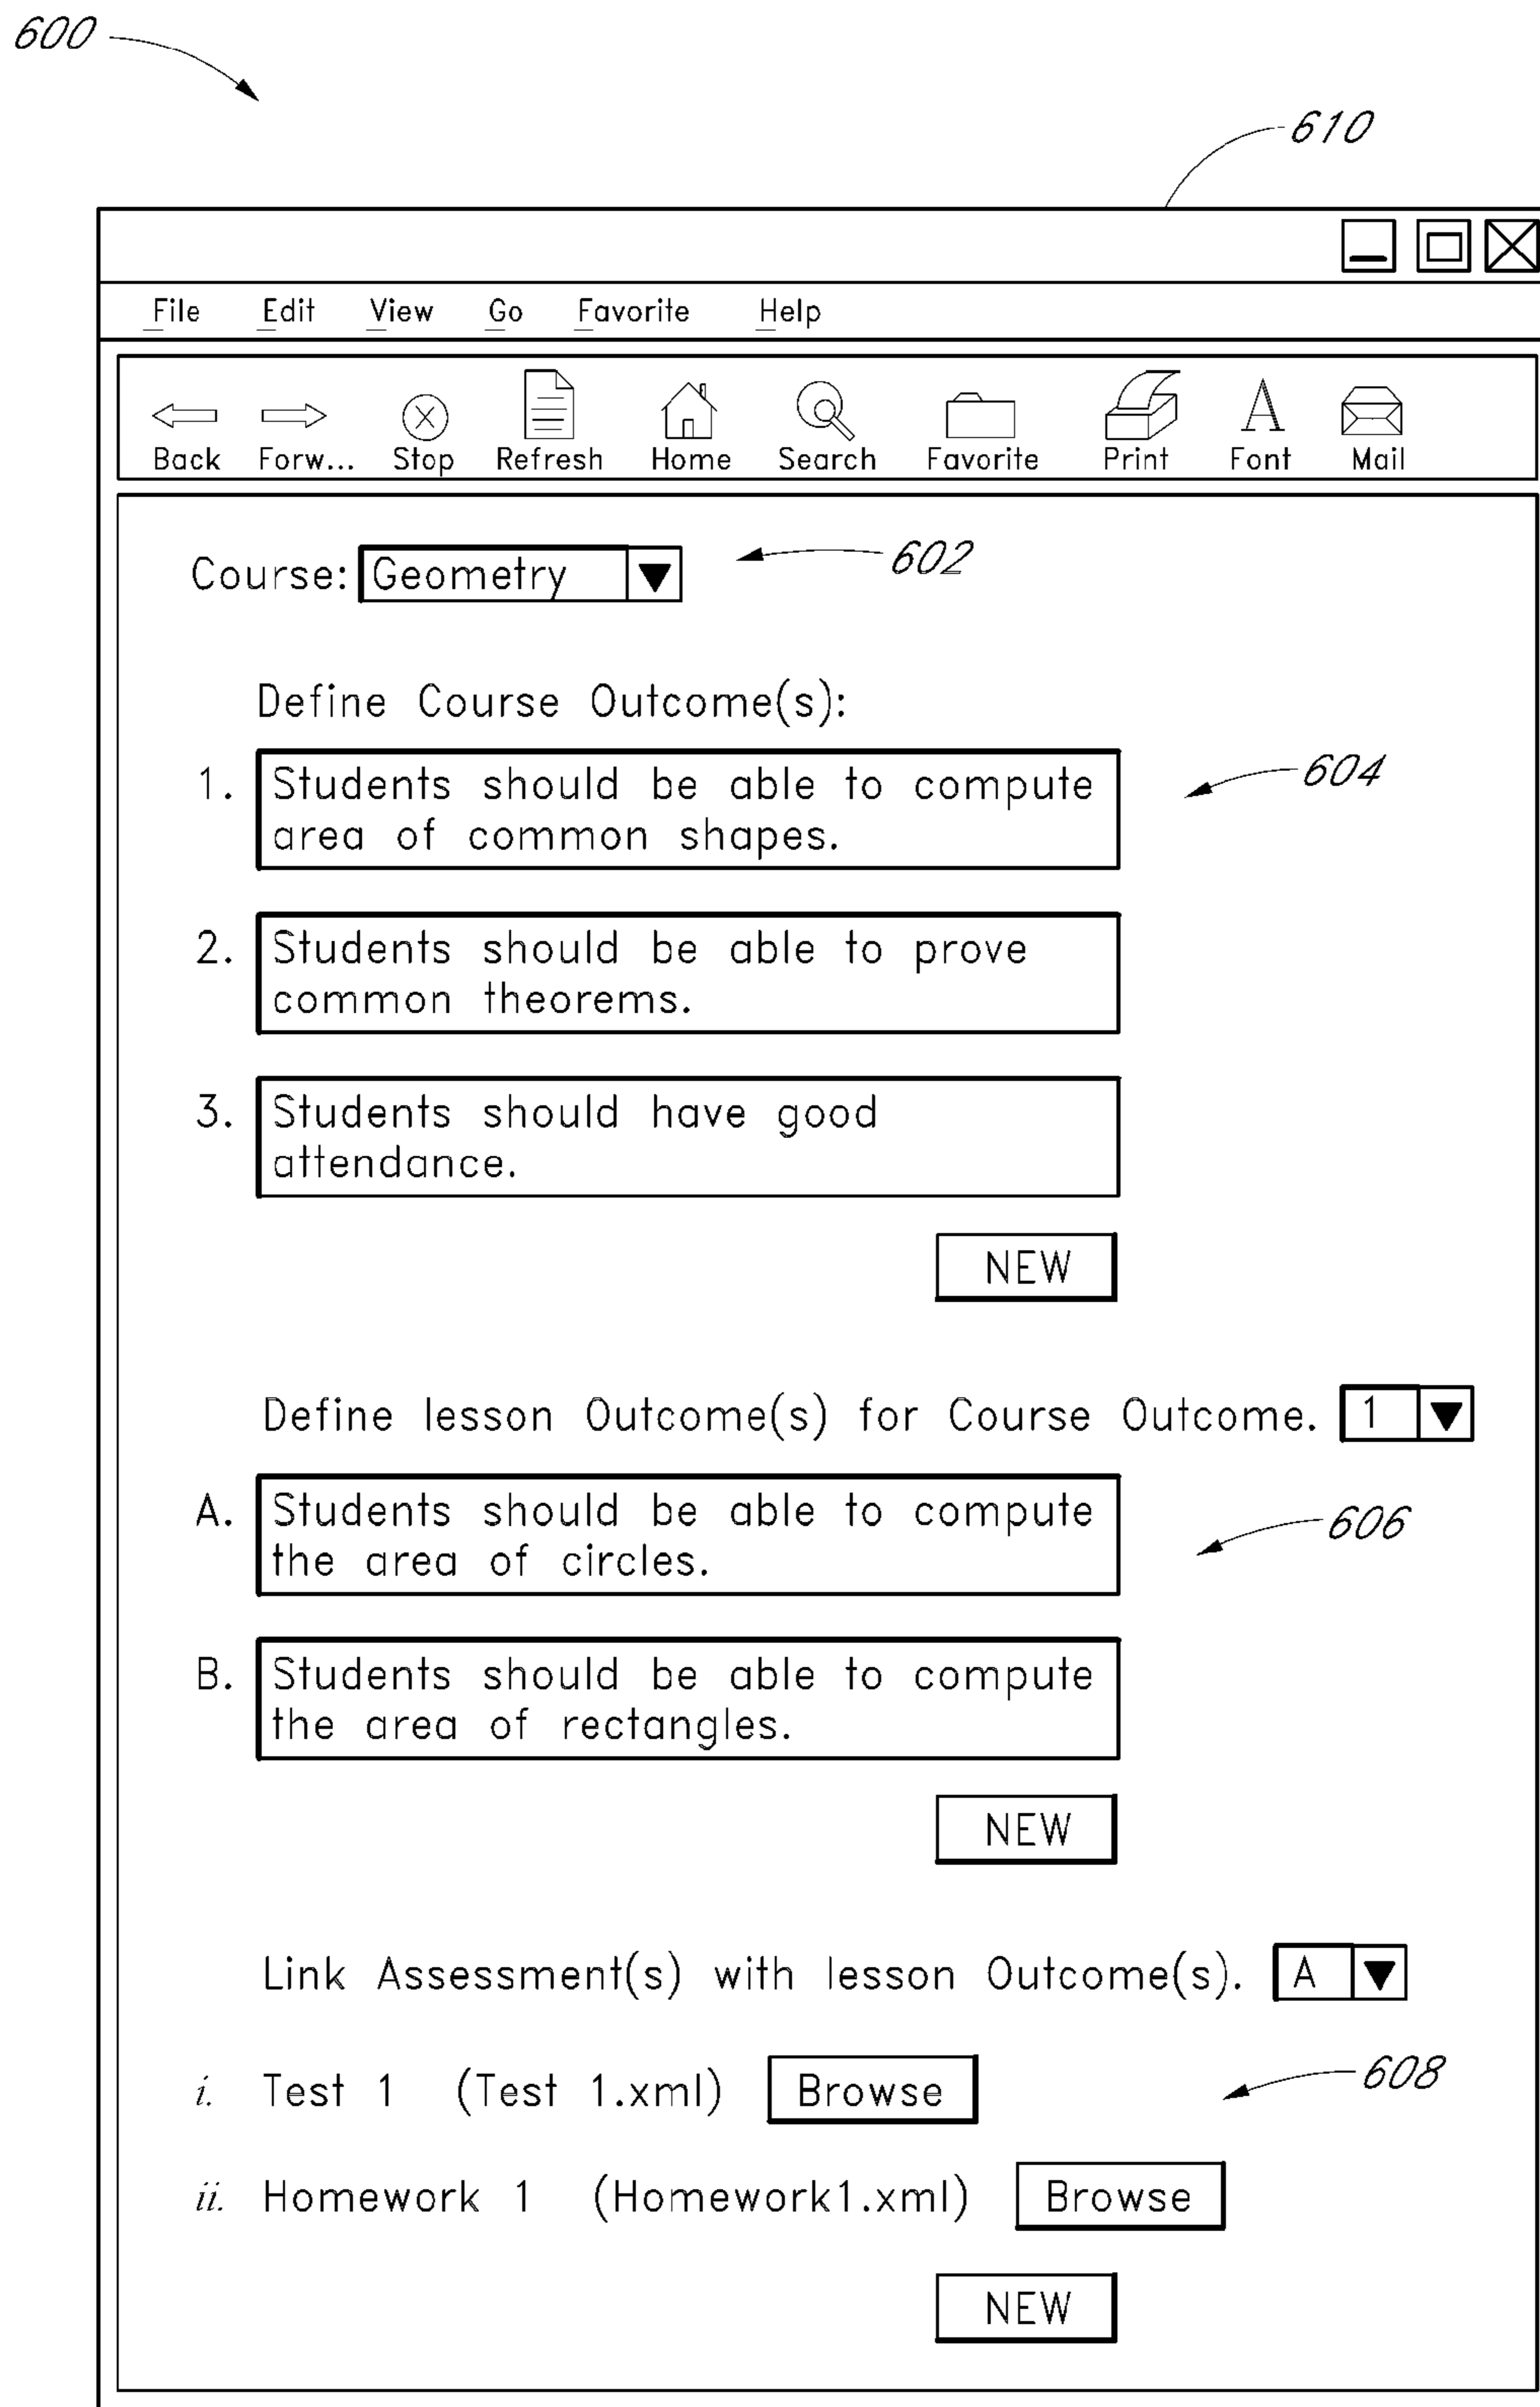 600
610
File Edit View Go Favorite Help
Back Forw... Stop Refresh Home Search Favorite Print Font Mail
Course: Geometry 602
Define Course Outcome(s):
1. Students should be able to compute 604
area of common shapes.
2. Students should be able to prove
common theorems.
3. Students should have good
attendance.
NEW
Define lesson Outcome(s) for Course Outcome. 1
A. Students should be able to compute 606
the area of circles.
B. Students should be able to compute
the area of rectangles.
NEW
Link Assessment(s) with lesson Outcome(s). A
i. Test 1 (Test 1.xml) Browse 608
ii. Homework 1 (Homework1.xml) Browse
NEW